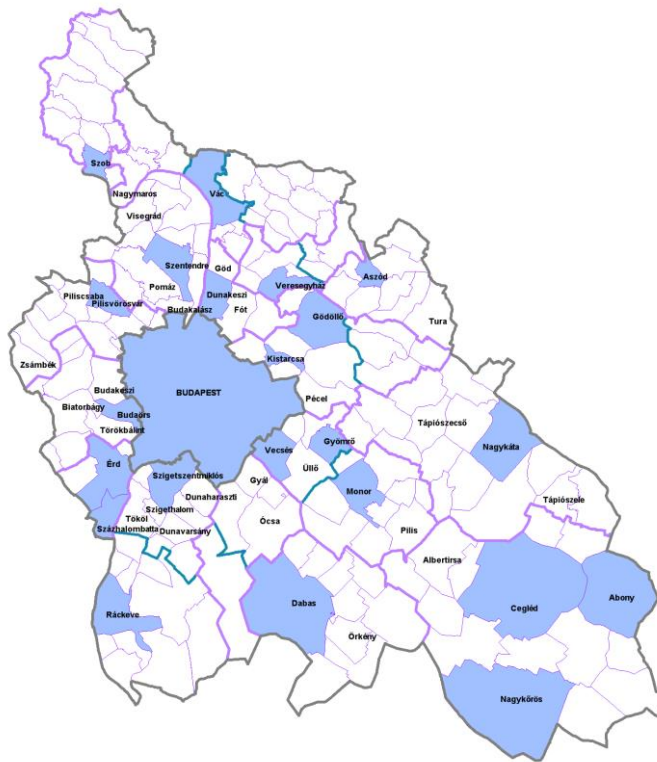 Szob
Nagymaros
Vác
Visegrád
Szentendre
Göd
Aszód
Pomáz
Dunakeszi
Veresegyház
Piliscsaba
Pilisvörösvár
Budakalász
Fót
Gödöllő
Tura
Zsámbék
Kistarcsa
Budakeszi
BUDAPEST
Pécel
Biatorbágy
Budaörs
Törökbálint
Tápiószecső
Nagykáta
Gyömrő
Vecsés
Érd
Szigetszentmiklós
Üllő
Gyál
Monor
Dunaharaszti
Tápiószele
Szigethalom
Tököl
Ócsa
Százhalombatta
Dunavarsány
Pilis
Albertirsa
Abony
Ráckeve
Dabas
Cegléd
Örkény
Nagykőrös